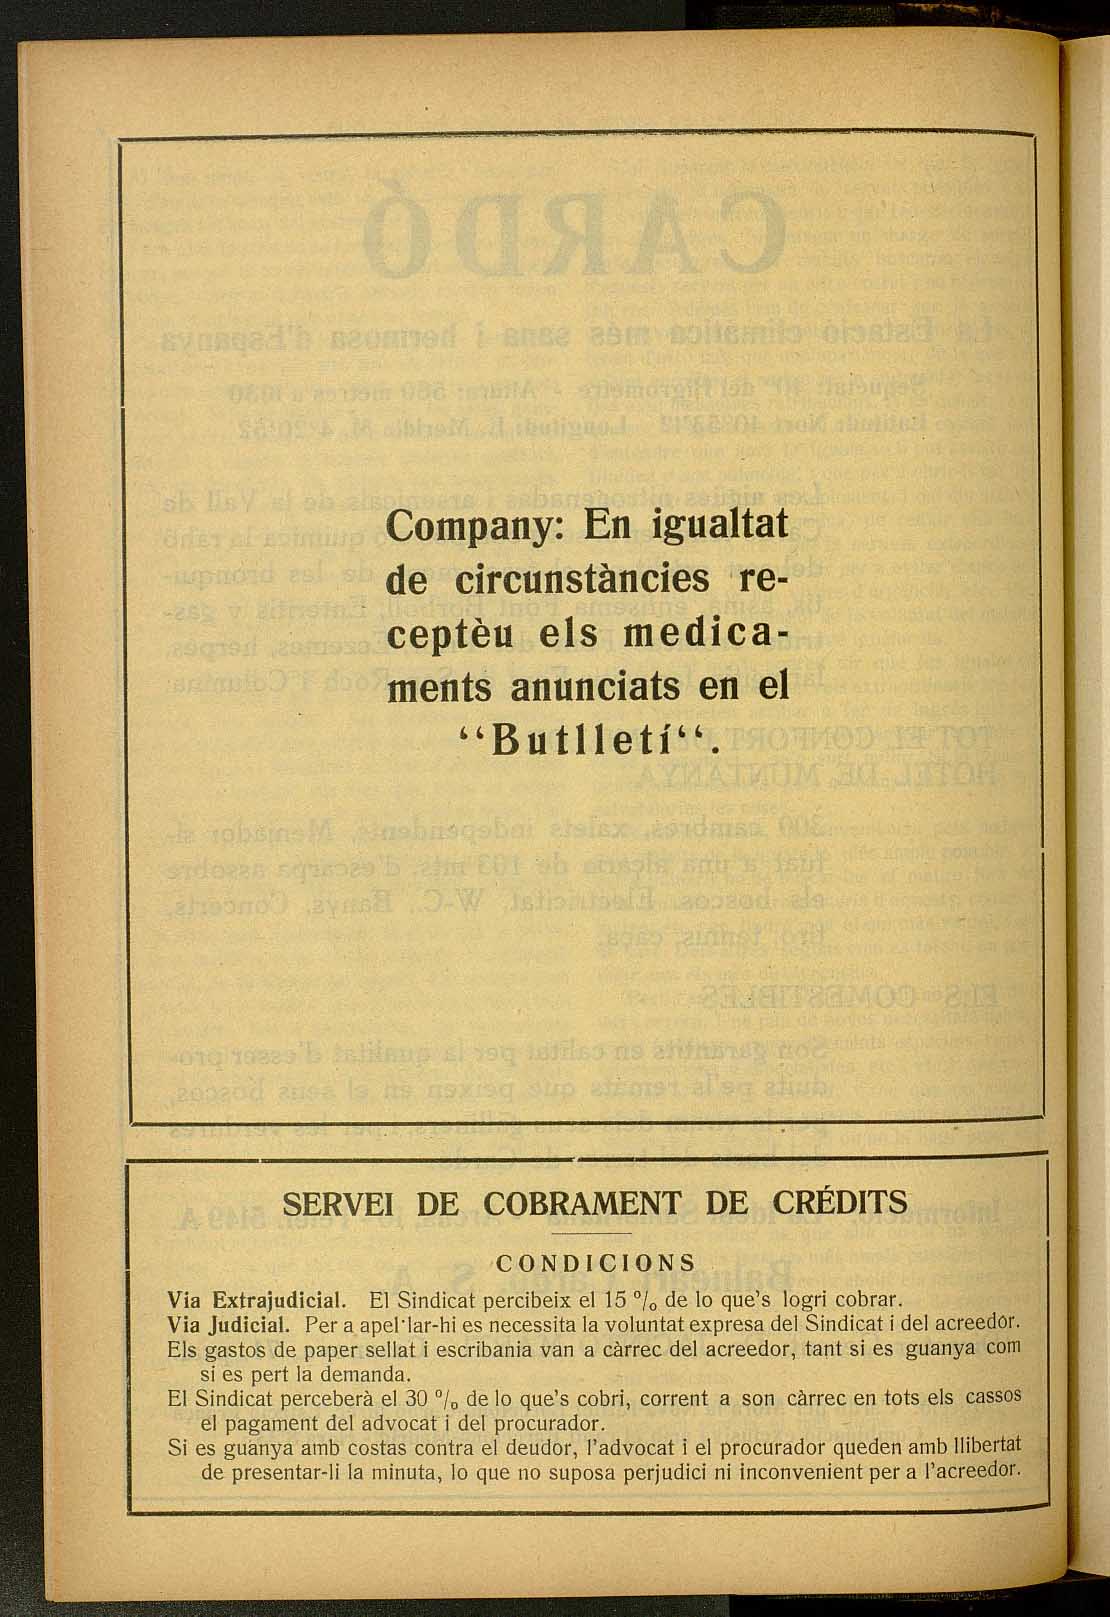 Company: En igualtat
de circunstàncies re-
ceptèu els medica-
ments anunciats en el
“Butlletí“.
SERVEI DE COBRAMENT DE CRÉDITS
CONDICIONS
Via Extrajudicial. El Sindicat percibeix el 15 % de lo que's logri cobrar.
Via Judicial. Per a apel·lar-hi es necessita la voluntat expresa del Sindicat i del acreedor.
Els gastos de paper sellat i escribania van a càrrec del acreedor, tant si es guanya com
si es pert la demanda.
El Sindicat perceberà el 30 % de lo que's cobri, corrent a son càrrec en tots els cassos
el pagament del advocat i del procurador.
Si es guanya amb costas contra el deudor, l'advocat i el procurador queden amb llibertat
de presentar-li la minuta, lo que no suposa perjudici ni inconvenient per a l'acreedor.